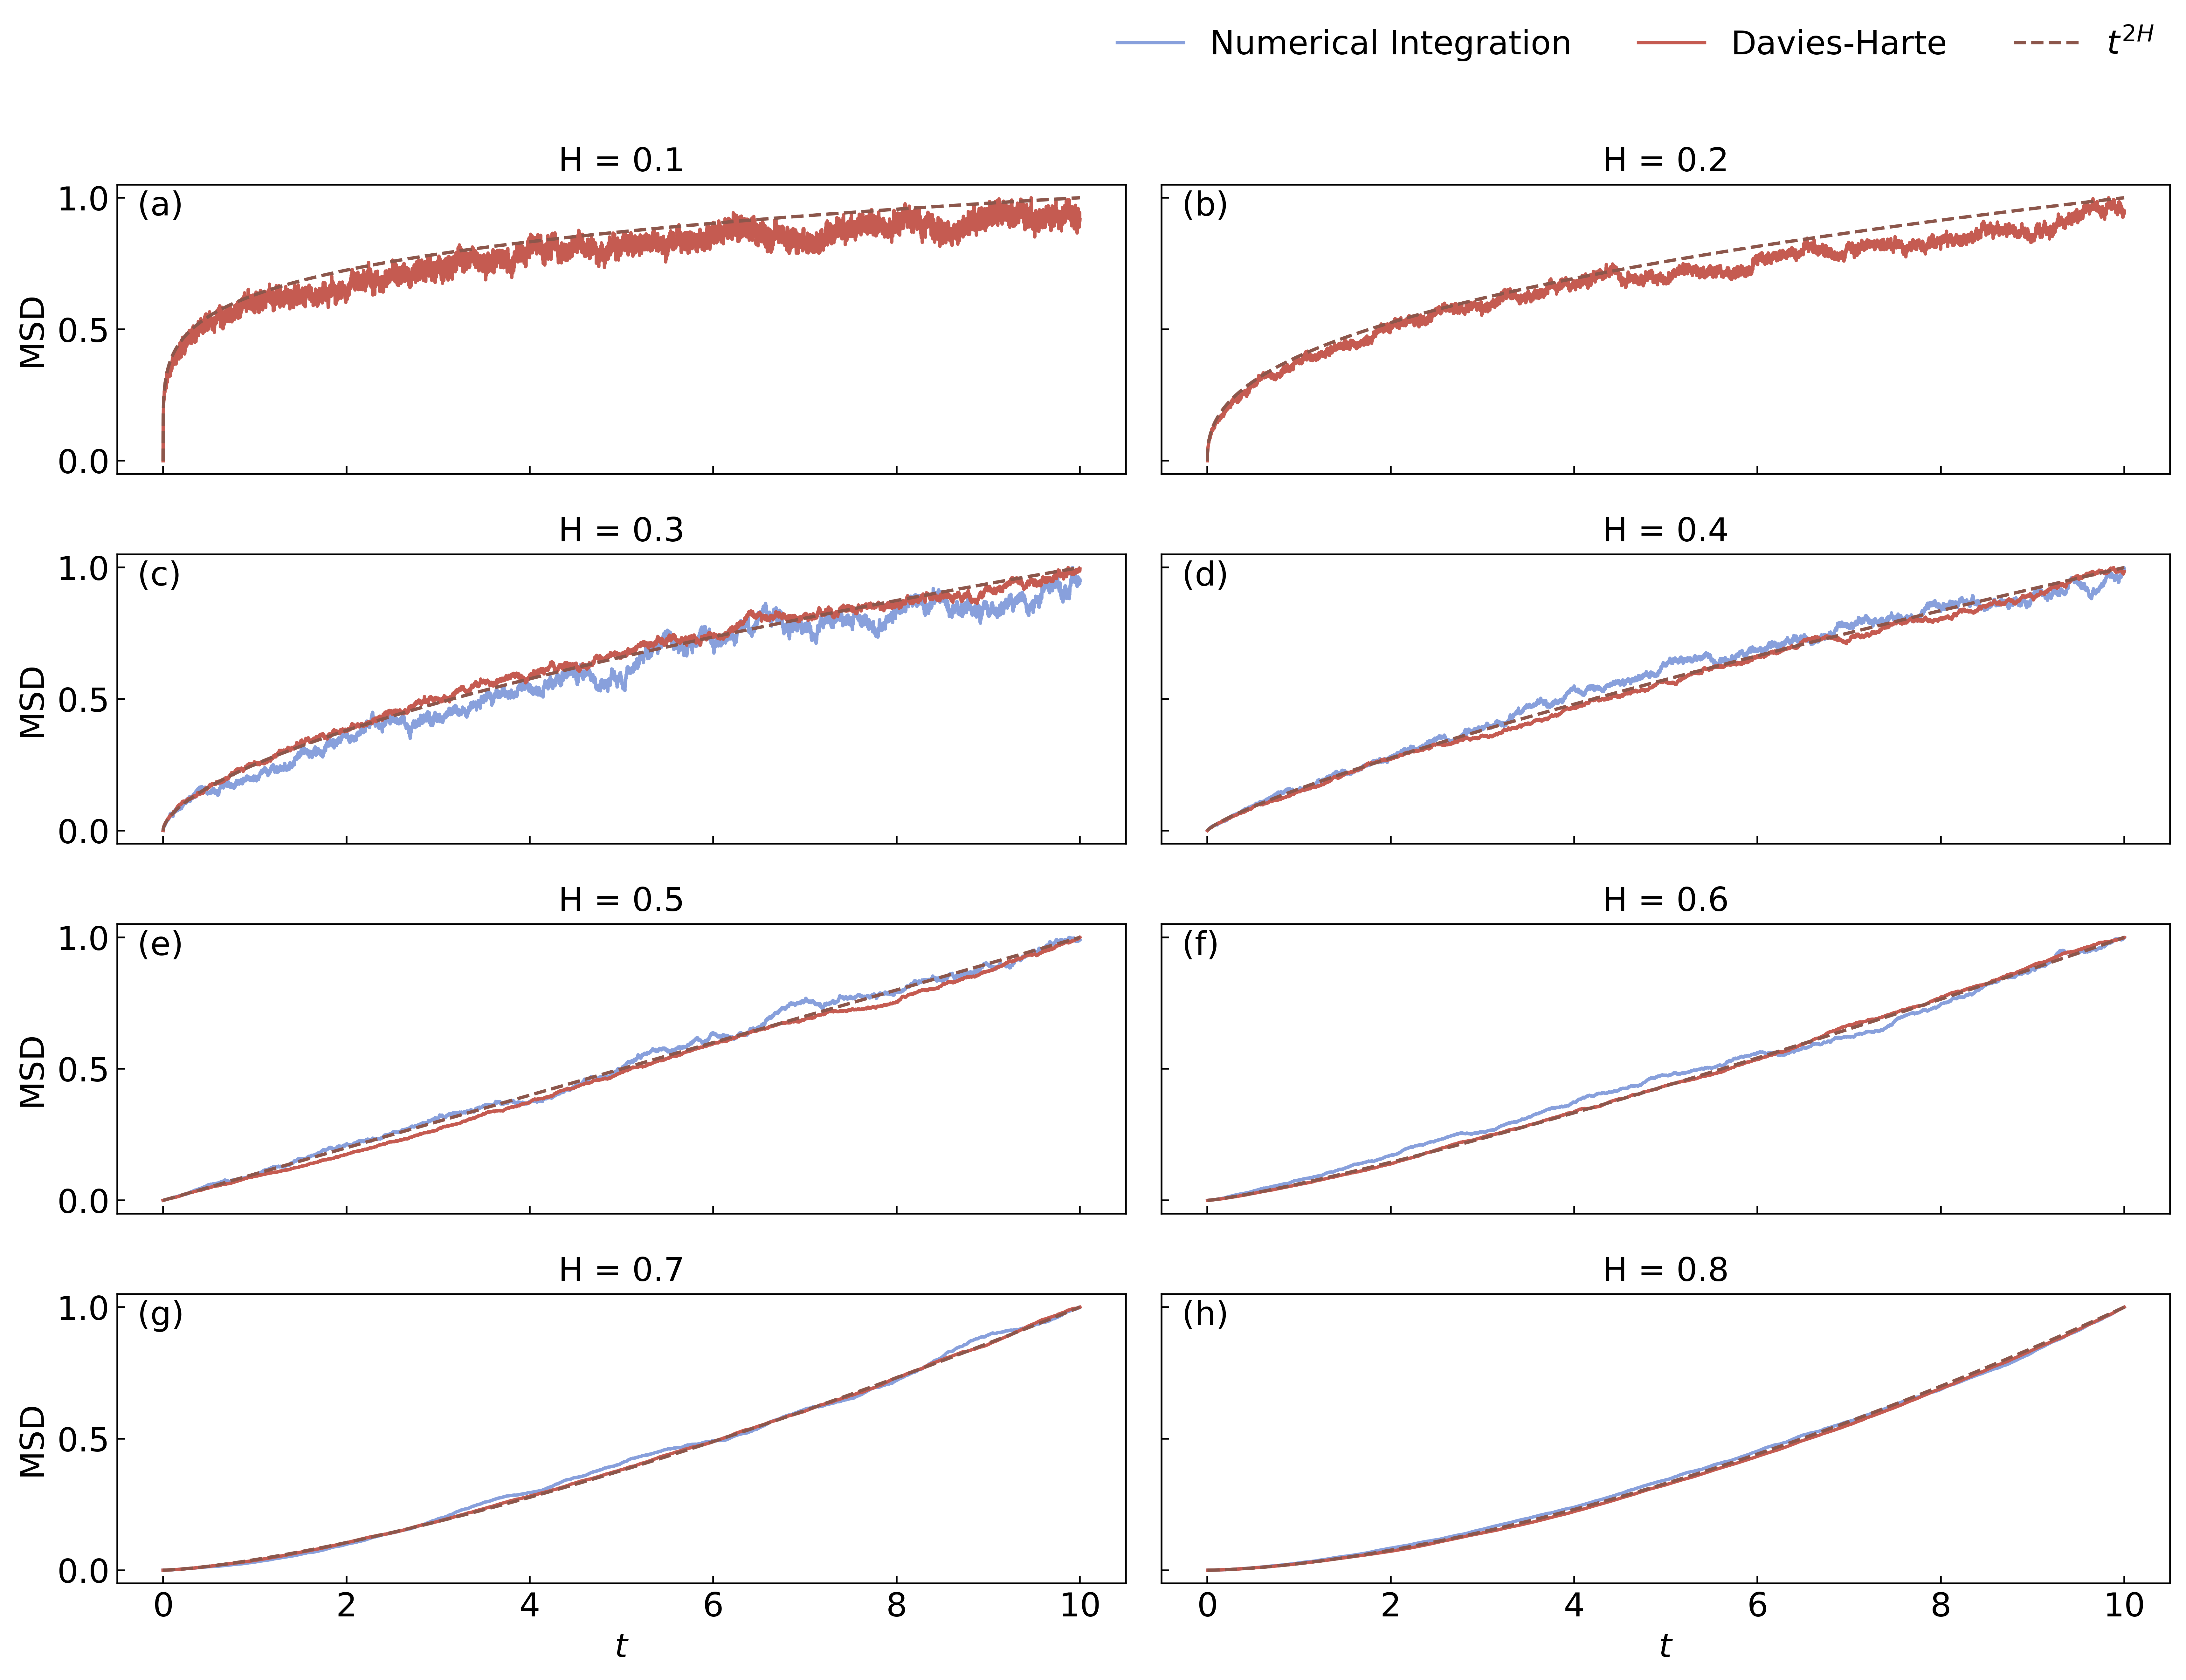 Numerical Integration Davies-Harte t^{2H}
H = 0.1 H = 0.2
(a) (b)
1.0
0.5
0.0
MSD
H = 0.3 H = 0.4
(c) (d)
1.0
0.5
0.0
MSD
H = 0.5 H = 0.6
(e) (f)
1.0
0.5
0.0
MSD
H = 0.7 H = 0.8
(g) (h)
1.0
0.5
0.0
MSD
0 2 4 6 8 10 0 2 4 6 8 10
t t